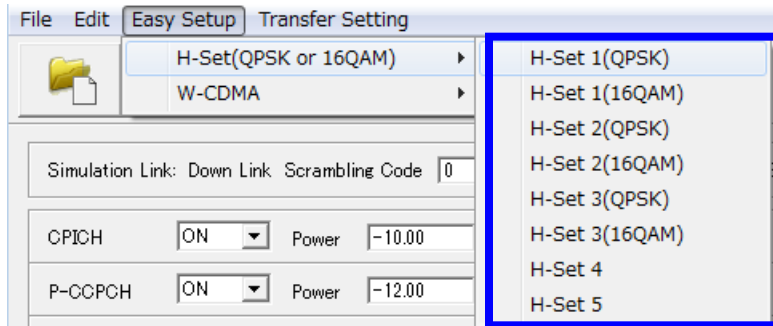 File Edit Easy Setup Transfer Setting
H-Set(QPSK or 16QAM)
W-CDMA
H-Set 1(QPSK)
H-Set 1(16QAM)
H-Set 2(QPSK)
H-Set 2(16QAM)
H-Set 3(QPSK)
H-Set 3(16QAM)
H-Set 4
H-Set 5
Simulation Link: Down Link Scrambling Code 0
CPICH ON Power -10.00
P-CCPCH ON Power -12.00